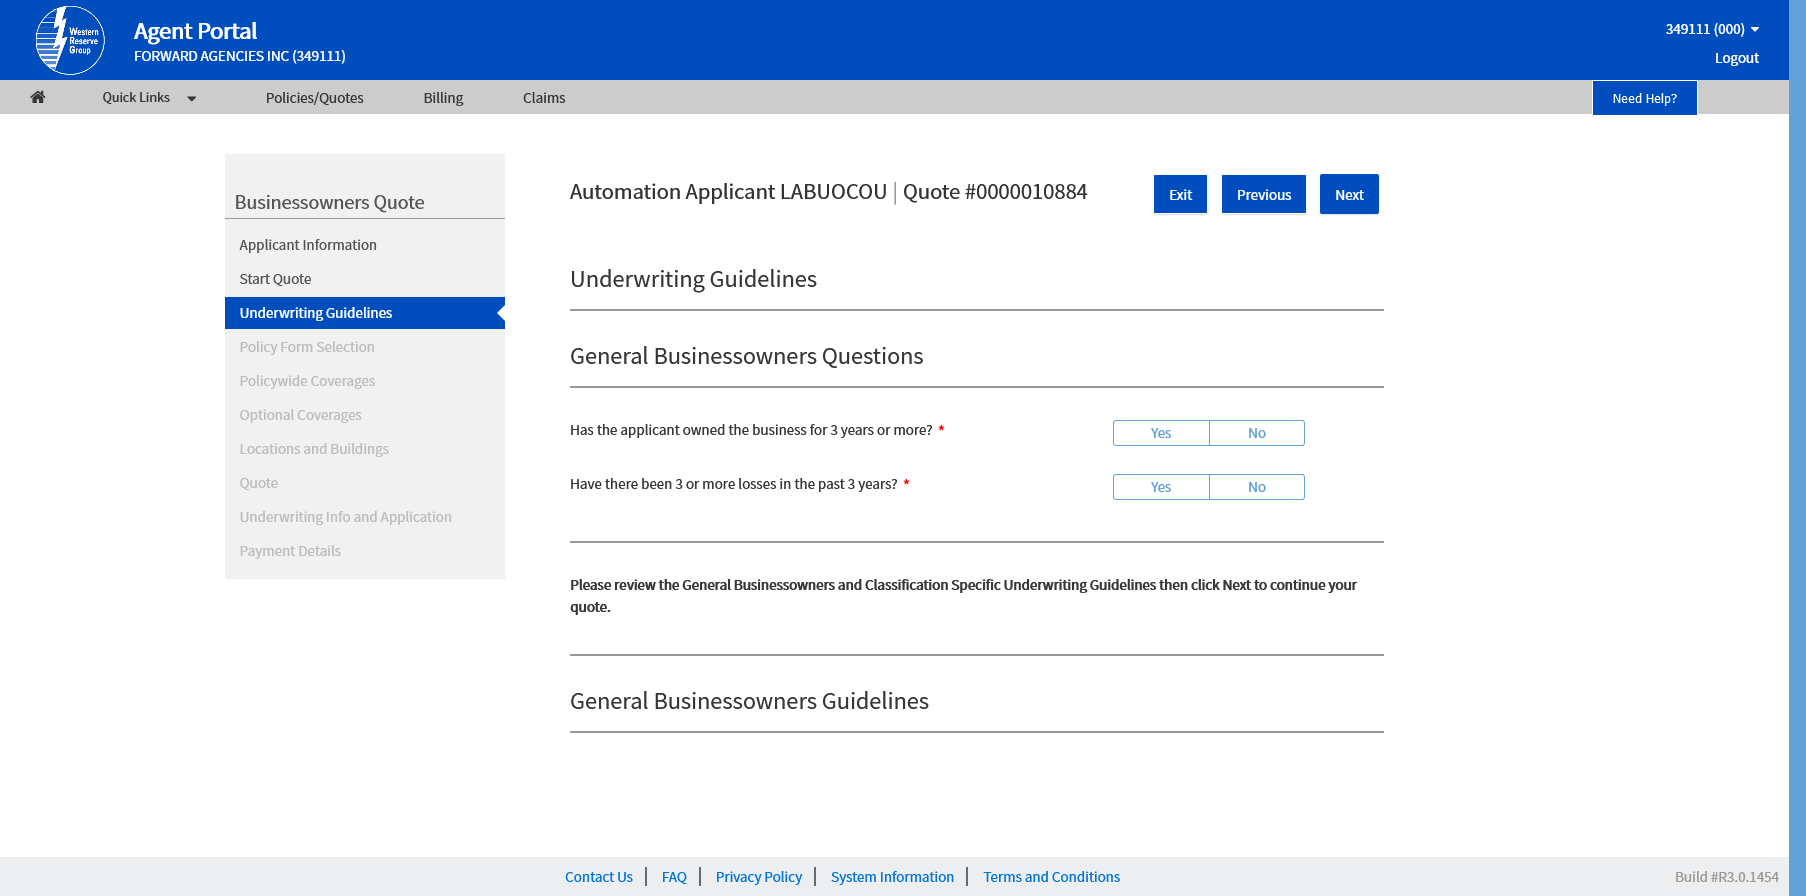 Western
Reserve
Group
Agent Portal
FORWARD AGENCIES INC (349111)
349111 (000)
Logout
Quick Links
Policies/Quotes
Billing
Claims
Need Help?
Businessowners Quote
Applicant Information
Start Quote
Underwriting Guidelines
Policy Form Selection
Policywide Coverages
Optional Coverages
Locations and Buildings
Quote
Underwriting Info and Application
Payment Details
Automation Applicant LABUOCOU | Quote #0000010884
Exit
Previous
Next
Underwriting Guidelines
General Businessowners Questions
Has the applicant owned the business for 3 years or more? *
Yes
No
Have there been 3 or more losses in the past 3 years? *
Yes
No
Please review the General Businessowners and Classification Specific Underwriting Guidelines then click Next to continue your
quote.
General Businessowners Guidelines
Contact Us
FAQ
Privacy Policy
System Information
Terms and Conditions
Build #R3.0.1454